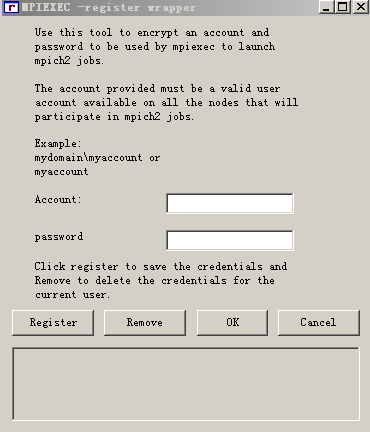 MPIEXEC -register wrapper
Use this tool to encrypt an account and
password to be used by mpiexec to launch
mpich2 jobs.
The account provided must be a valid user
account available on all the nodes that will
participate in mpich2 jobs.
Example:
mydomain\myaccount or
myaccount
Account:
password
Click register to save the credentials and
Remove to delete the credentials for the
current user.
Register Remove OK Cancel